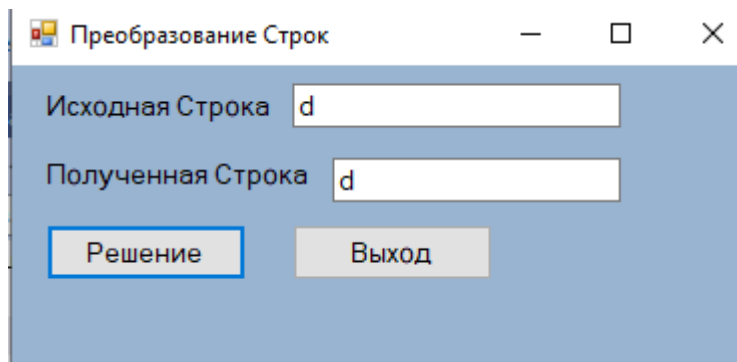 Преобразование Строк
Исходная Строка d
Полученная Строка d
Решение Выход